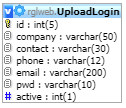 rglweb.UploadLogin
id : int(5)
company : varchar(50)
contact : varchar(30)
phone : varchar(12)
email : varchar(200)
pwd : varchar(10)
# active : int(1)